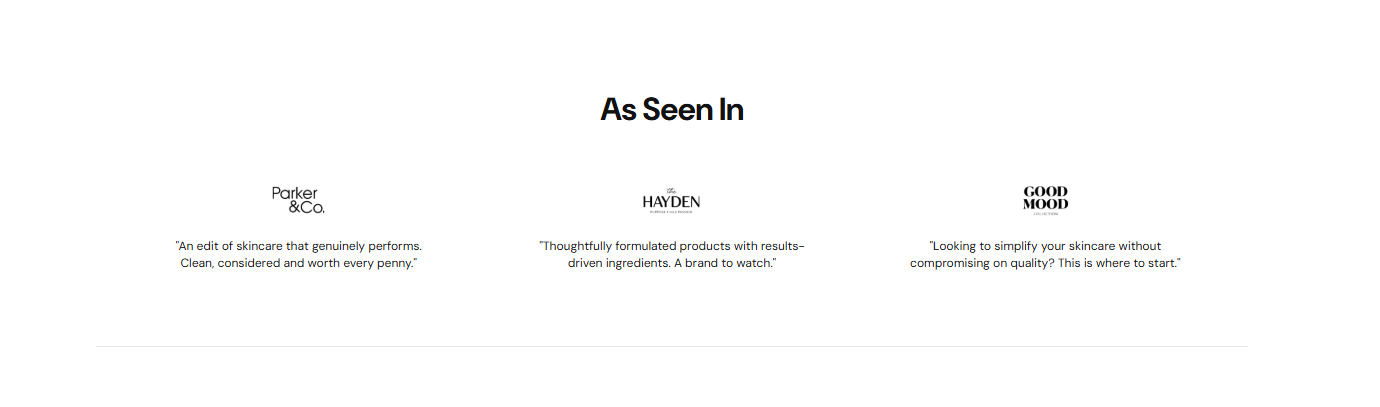 As Seen In
Parker
&Co.
the
HAYDEN
GOOD
MOOD
COLLECTION
"An edit of skincare that genuinely performs.
Clean, considered and worth every penny."
"Thoughtfully formulated products with results-
driven ingredients. A brand to watch."
"Looking to simplify your skincare without
compromising on quality? This is where to start."